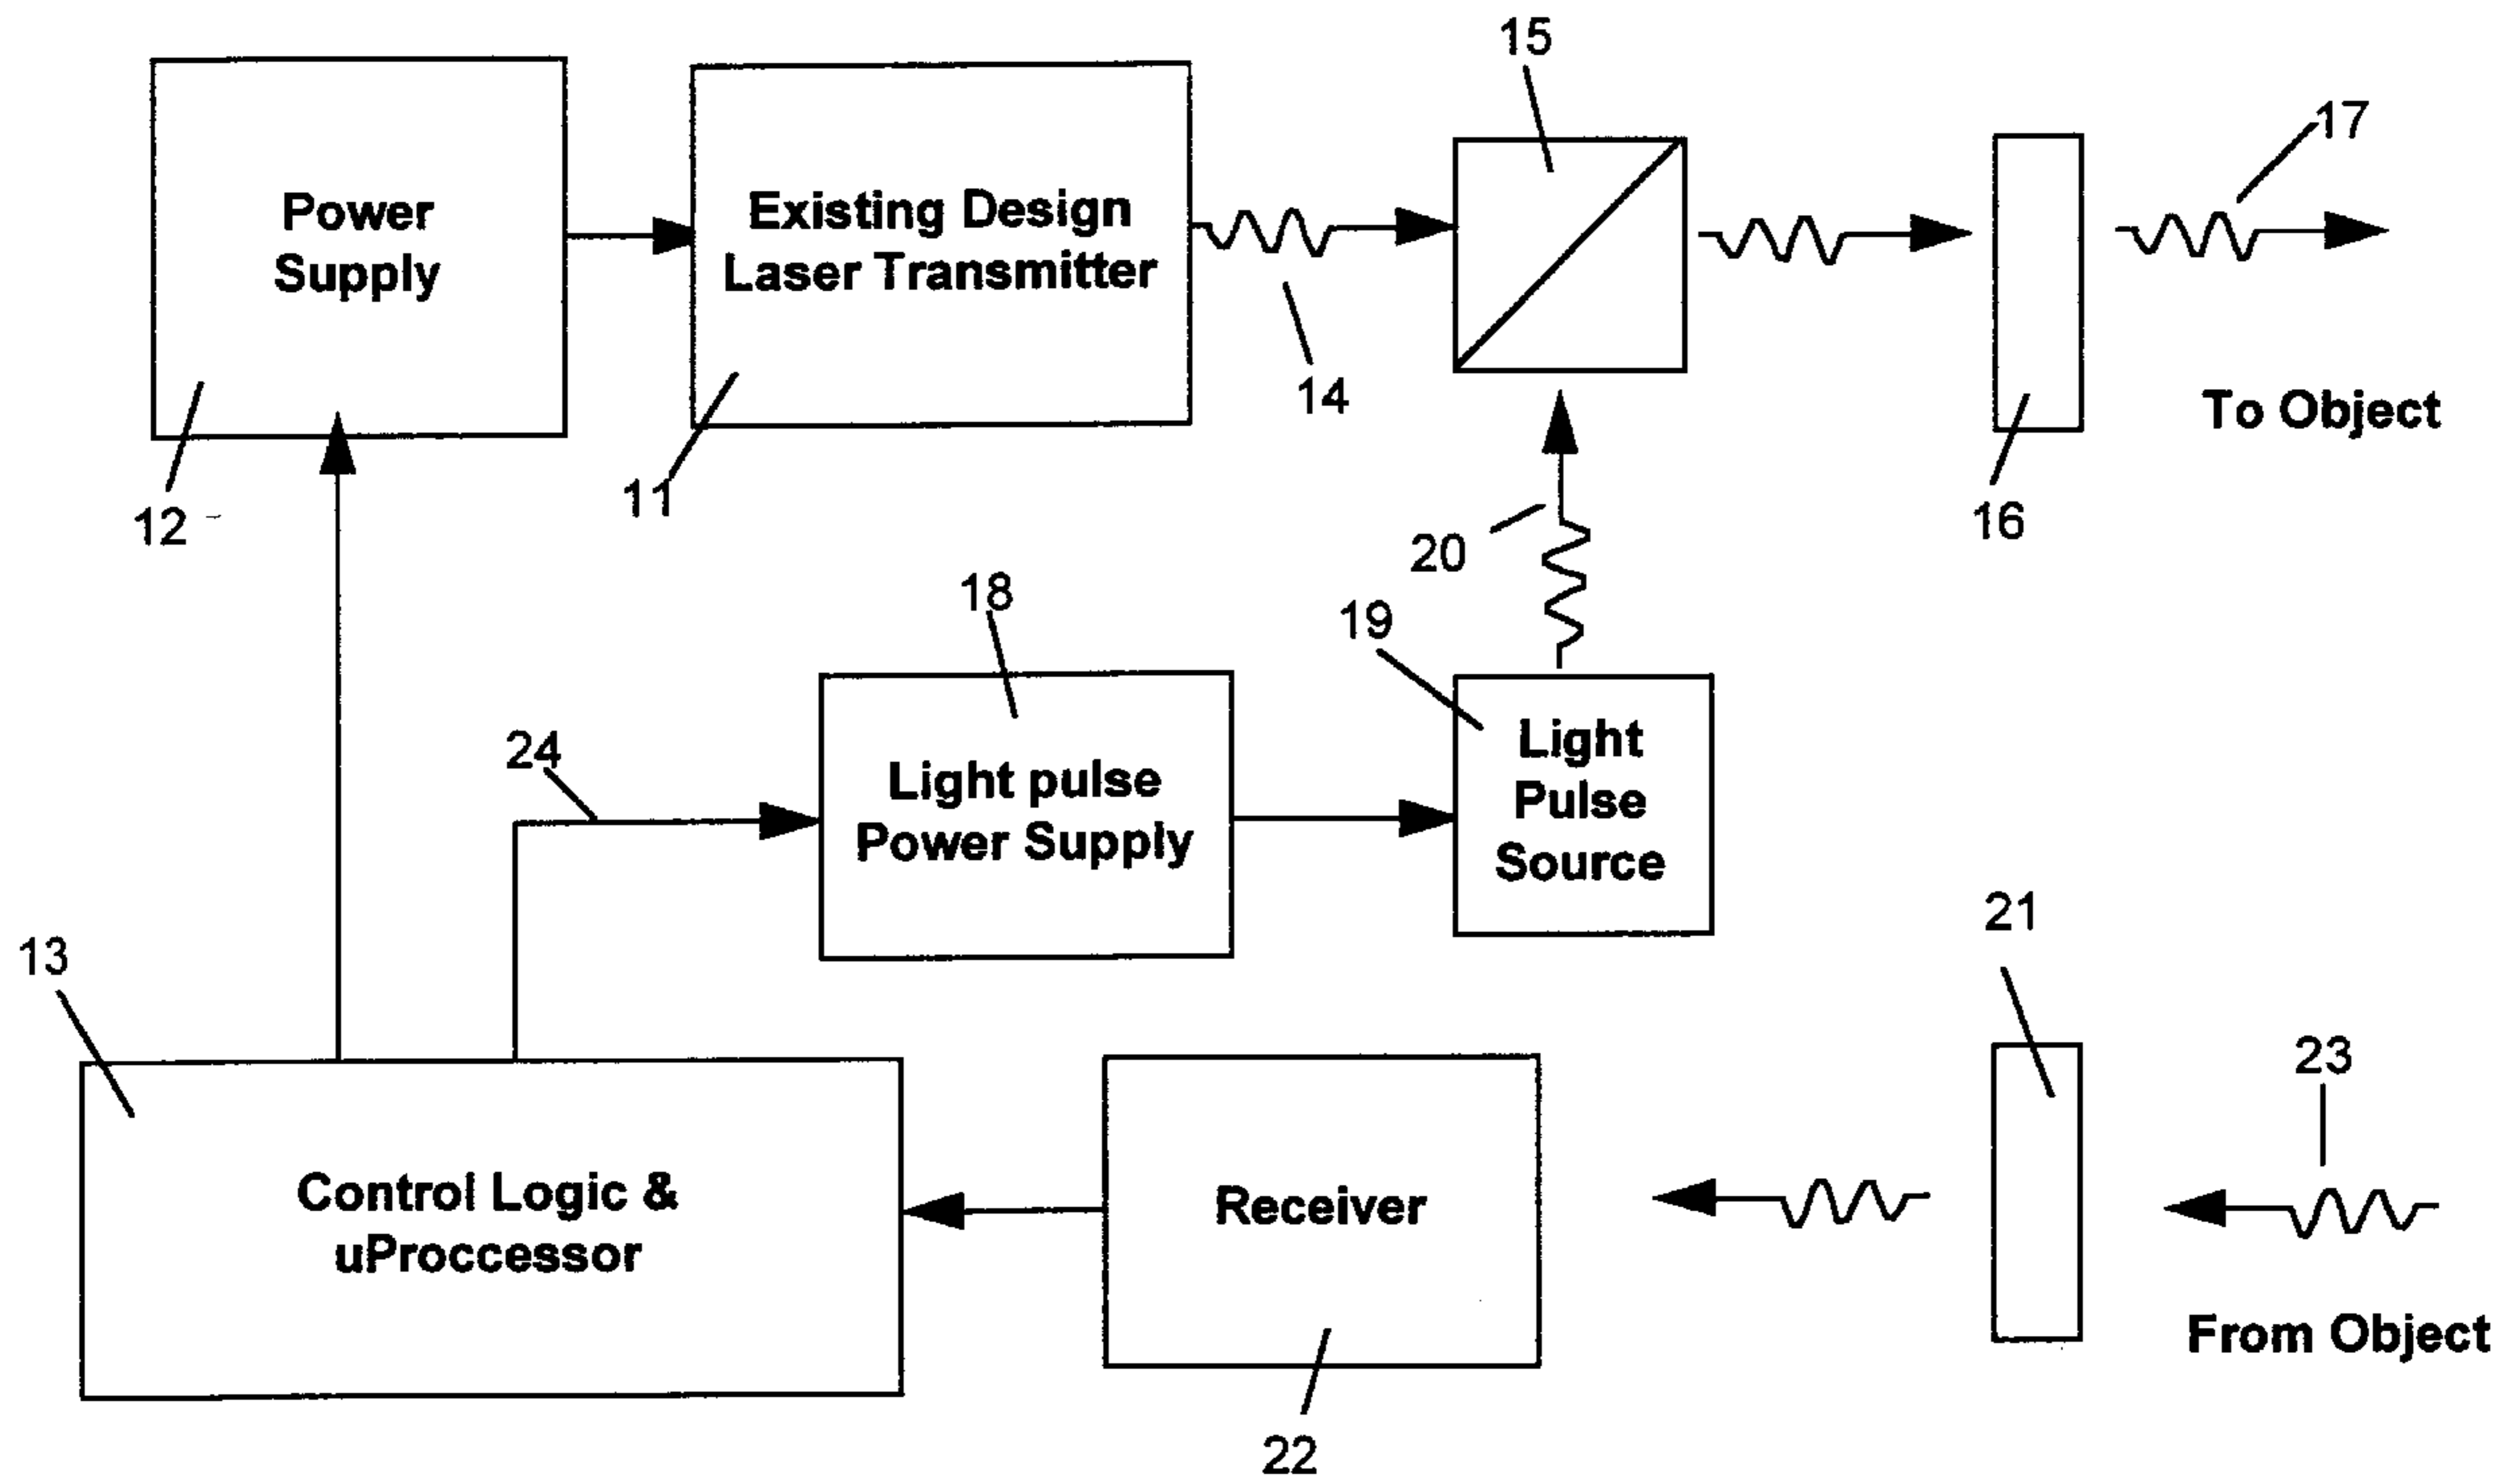 15
17
Power
Supply
Existing Design
Laser Transmitter
14
To Object
12
11
16
20
18
19
24
Light pulse
Power Supply
Light
Pulse
Source
21
13
23
Control Logic &
uProccessor
Receiver
From Object
22